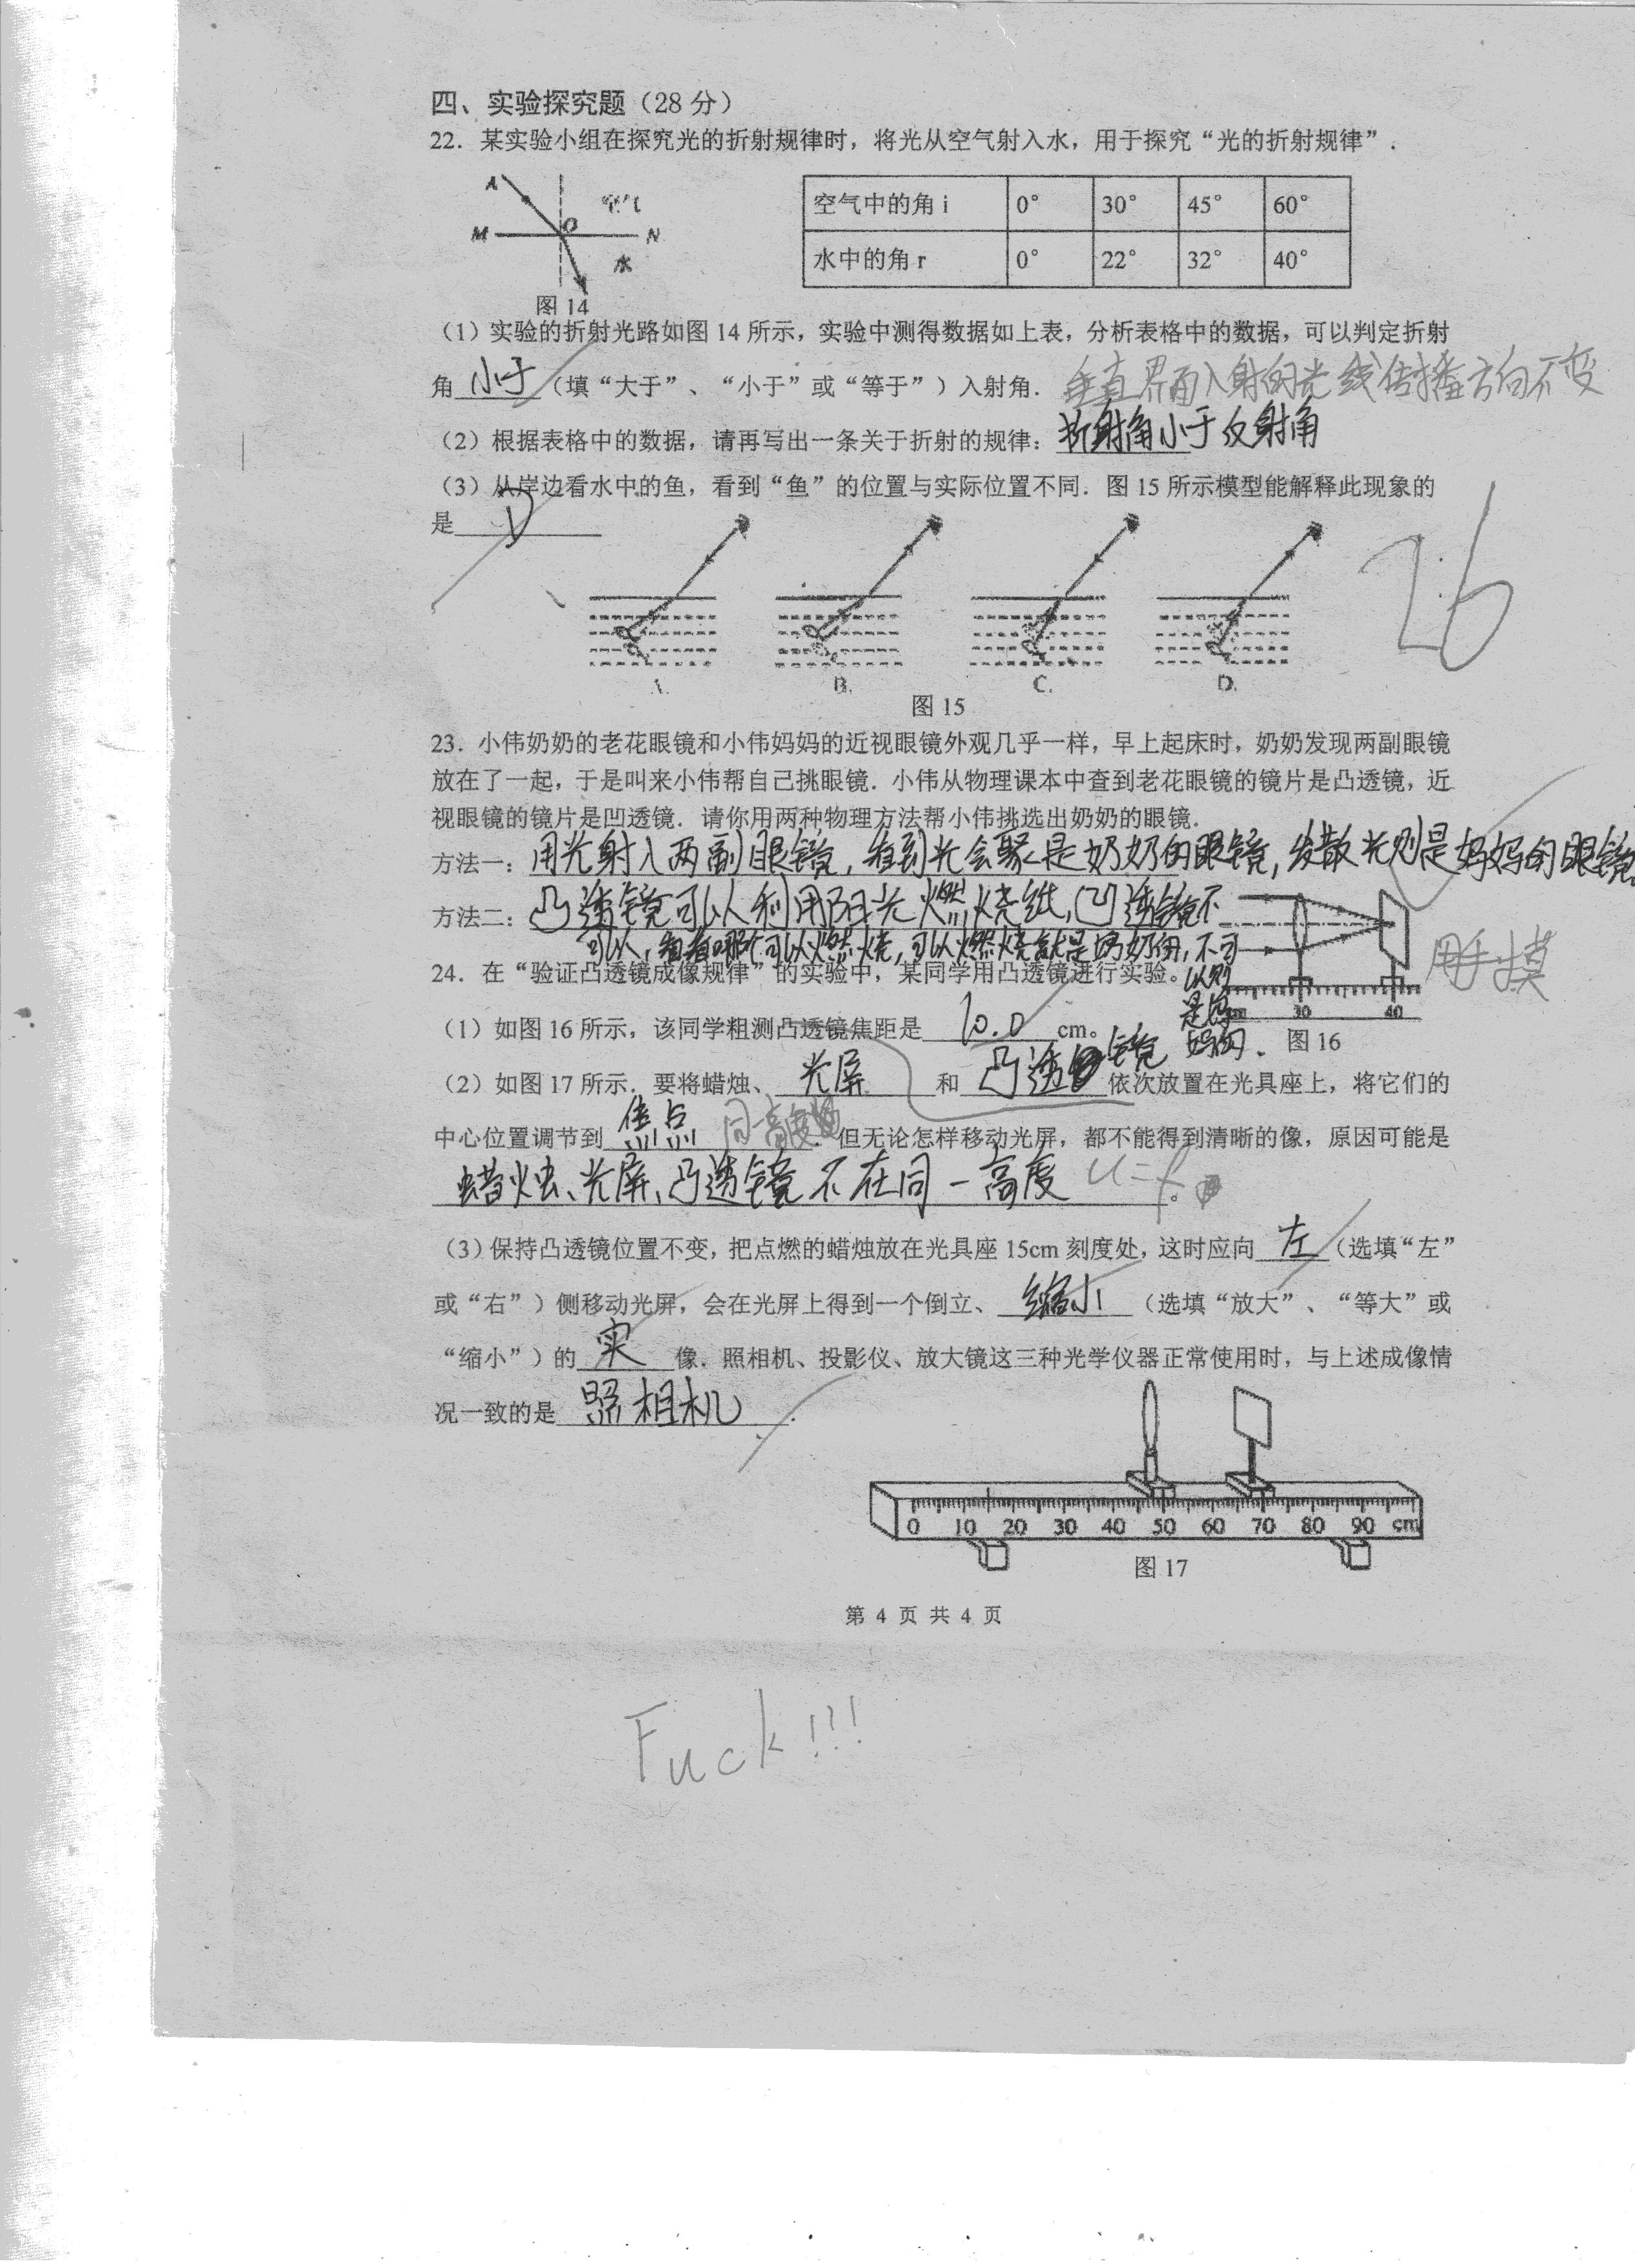 四、实验探究题（28 分）
22．某实验小组在探究光的折射规律时，将光从空气射入水，用于探究“光的折射规律”．
A
空气
O
M
N
水
图 14
空气中的角 i 0° 30° 45° 60°
水中的角 r 0° 22° 32° 40°
（1）实验的折射光路如图 14 所示，实验中测得数据如上表，分析表格中的数据，可以判定折射
角 小于 （填“大于”、“小于”或“等于”）入射角． 垂直界面入射的光线传播方向不变
（2）根据表格中的数据，请再写出一条关于折射的规律： 折射角小于反射角
（3）从岸边看水中的鱼，看到“鱼”的位置与实际位置不同．图 15 所示模型能解释此现象的
是 D
26
A. B. C. D.
图 15
23．小伟奶奶的老花眼镜和小伟妈妈的近视眼镜外观几乎一样，早上起床时，奶奶发现两副眼镜
放在了一起，于是叫来小伟帮自己挑眼镜．小伟从物理课本中查到老花眼镜的镜片是凸透镜，近
视眼镜的镜片是凹透镜．请你用两种物理方法帮小伟挑选出奶奶的眼镜．
方法一：用光射入两副眼镜，看到光会聚是奶奶的眼镜，发散光则是妈妈的眼镜。
方法二：凸透镜可以利用阳光燃烧纸，凹透镜不
可以，看看哪个可以燃烧，可以燃烧就是奶奶的，不可
以则
是妈
妈的．
用手摸
30 40
图 16
24．在“验证凸透镜成像规律”的实验中，某同学用凸透镜进行实验。
（1）如图 16 所示，该同学粗测凸透镜焦距是 10.0 cm。
（2）如图 17 所示．要将蜡烛、 光屏 和 凸透镜 依次放置在光具座上，将它们的
中心位置调节到 焦点 同一高度 ．但无论怎样移动光屏，都不能得到清晰的像，原因可能是
蜡烛、光屏、凸透镜不在同一高度 u=f 。
（3）保持凸透镜位置不变，把点燃的蜡烛放在光具座 15cm 刻度处，这时应向 左 （选填“左”
或“右”）侧移动光屏，会在光屏上得到一个倒立、 缩小 （选填“放大”、“等大”或
“缩小”）的 实 像．照相机、投影仪、放大镜这三种光学仪器正常使用时，与上述成像情
况一致的是 照相机 ．
0 10 20 30 40 50 60 70 80 90 cm
图 17
第 4 页 共 4 页
Fuck!!!